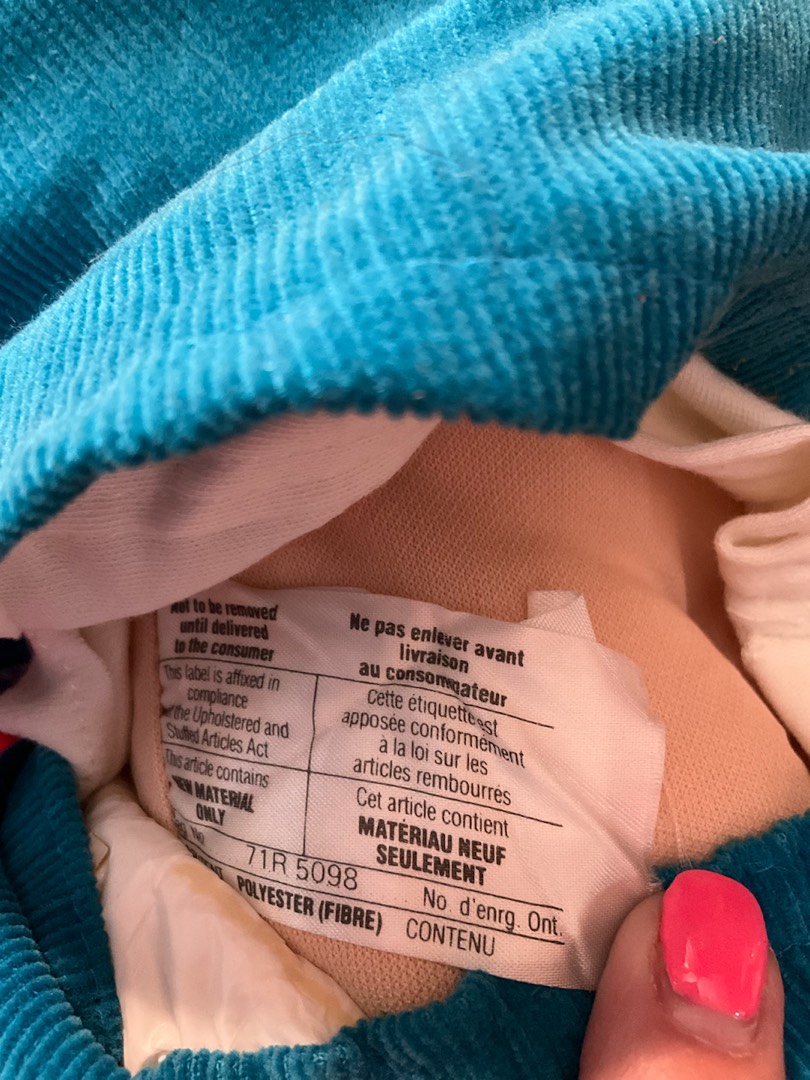 Not to be removed
until delivered
to the consumer
This label is affixed in
compliance
the Upholstered and
Stuffed Articles Act
This article contains
NEW MATERIAL
ONLY
No
Ne pas enlever avant
livraison
au consommateur
Cette étiquette est
apposée conformément
à la loi sur les
articles rembourrés
Cet article contient
MATÉRIAU NEUF
SEULEMENT
71R 5098
No. d'enrg. Ont.
POLYESTER (FIBRE)
CONTENU